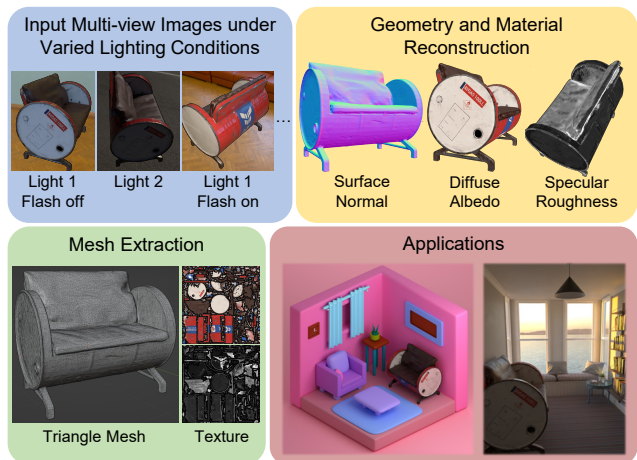 Input Multi-view Images under
Varied Lighting Conditions
Light 1
Flash off
Light 2
Light 1
Flash on
...
Geometry and Material
Reconstruction
Surface
Normal
Diffuse
Albedo
Specular
Roughness
Mesh Extraction
Triangle Mesh
Texture
Applications